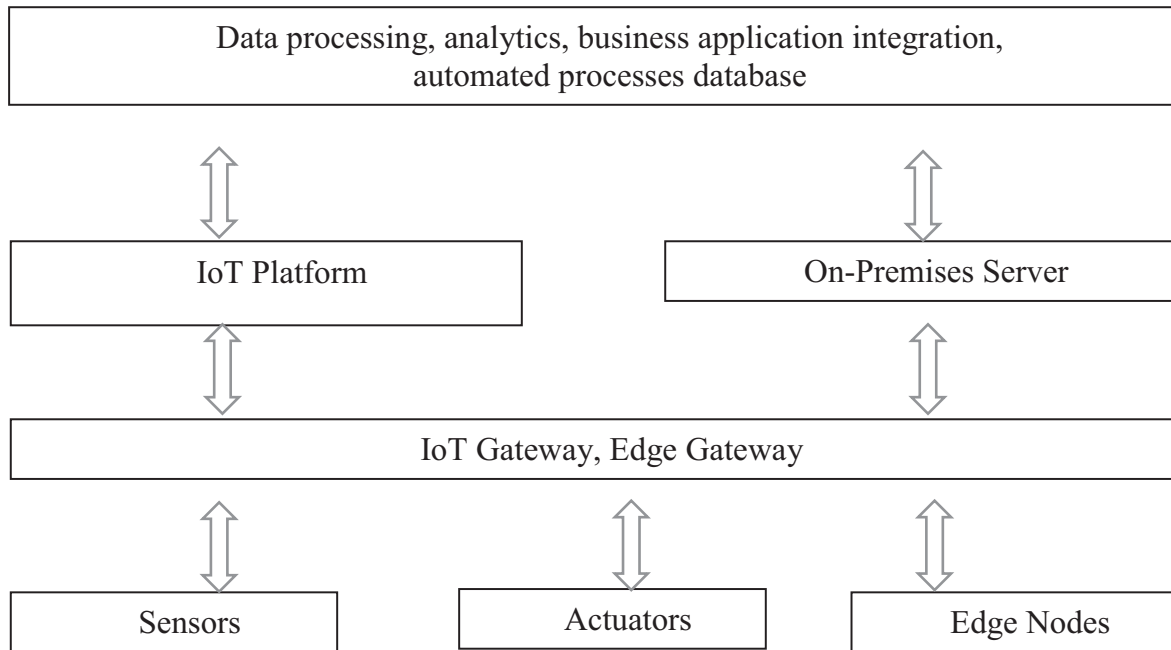 Data processing, analytics, business application integration,
automated processes database
IoT Platform
On-Premises Server
IoT Gateway, Edge Gateway
Sensors
Actuators
Edge Nodes